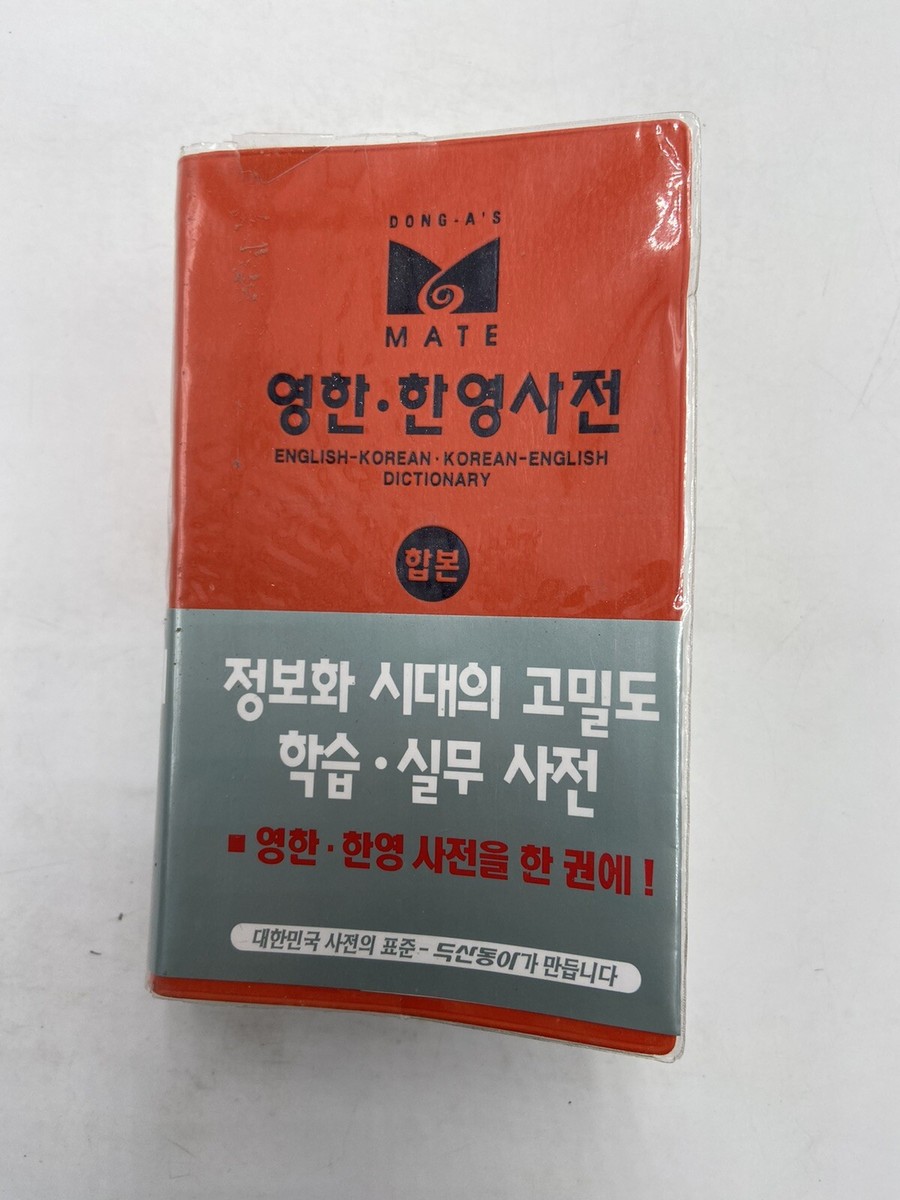 DONG-A'S
MATE
영한·한영사전
ENGLISH-KOREAN·KOREAN-ENGLISH
DICTIONARY
합본
정보화 시대의 고밀도
학습·실무 사전
■ 영한·한영 사전을 한 권에!
대한민국 사전의 표준-두산동아가 만듭니다